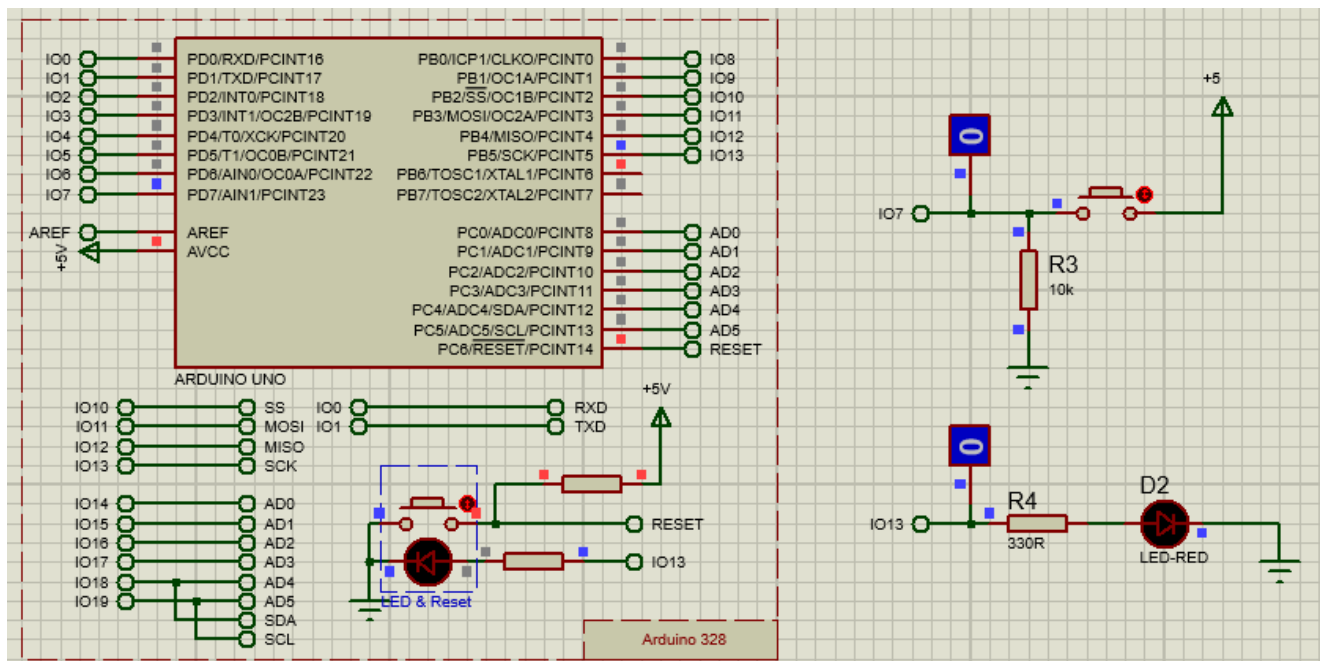 IO0 PD0/RXD/PCINT16 PB0/ICP1/CLKO/PCINT0 IO8
IO1 PD1/TXD/PCINT17 PB1/OC1A/PCINT1 IO9
IO2 PD2/INT0/PCINT18 PB2/SS/OC1B/PCINT2 IO10
IO3 PD3/INT1/OC2B/PCINT19 PB3/MOSI/OC2A/PCINT3 IO11
IO4 PD4/T0/XCK/PCINT20 PB4/MISO/PCINT4 IO12
IO5 PD5/T1/OC0B/PCINT21 PB5/SCK/PCINT5 IO13
IO6 PD6/AIN0/OC0A/PCINT22 PB6/TOSC1/XTAL1/PCINT6
IO7 PD7/AIN1/PCINT23 PB7/TOSC2/XTAL2/PCINT7
AREF AREF PC0/ADC0/PCINT8 AD0
+5V AVCC PC1/ADC1/PCINT9 AD1
PC2/ADC2/PCINT10 AD2
PC3/ADC3/PCINT11 AD3
PC4/ADC4/SDA/PCINT12 AD4
PC5/ADC5/SCL/PCINT13 AD5
PC6/RESET/PCINT14 RESET
ARDUINO UNO
IO10 SS IO0 RXD
IO11 MOSI IO1 TXD
IO12 MISO
IO13 SCK
+5V
IO14 AD0
IO15 AD1
IO16 AD2
IO17 AD3
IO18 AD4
IO19 AD5
SDA
SCL
RESET
IO13
LED & Reset
Arduino 328
+5
0
IO7
R3
10k
0
IO13
R4
330R
D2
LED-RED